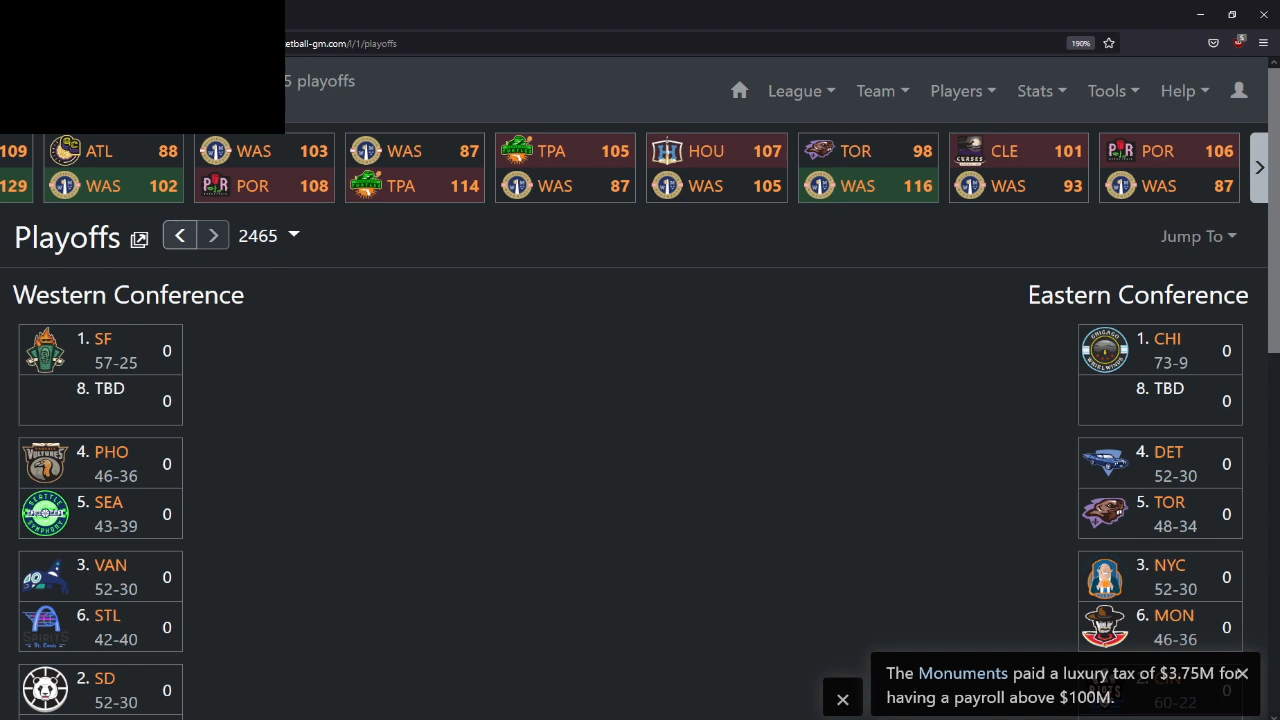 etball-gm.com/l/1/playoffs
190%
5 playoffs
League
Team
Players
Stats
Tools
Help
109
129
ATL 88
WAS 102
WAS 103
POR 108
WAS 87
TPA 114
TPA 105
WAS 87
HOU 107
WAS 105
TOR 98
WAS 116
CLE 101
WAS 93
POR 106
WAS 87
Playoffs
2465
Jump To
Western Conference
Eastern Conference
1. SF
57-25
0
8. TBD
0
4. PHO
46-36
0
5. SEA
43-39
0
3. VAN
52-30
0
6. STL
42-40
0
2. SD
52-30
0
1. CHI
73-9
0
8. TBD
0
4. DET
52-30
0
5. TOR
48-34
0
3. NYC
52-30
0
6. MON
46-36
0
60-22
0
The Monuments paid a luxury tax of $3.75M for
having a payroll above $100M.